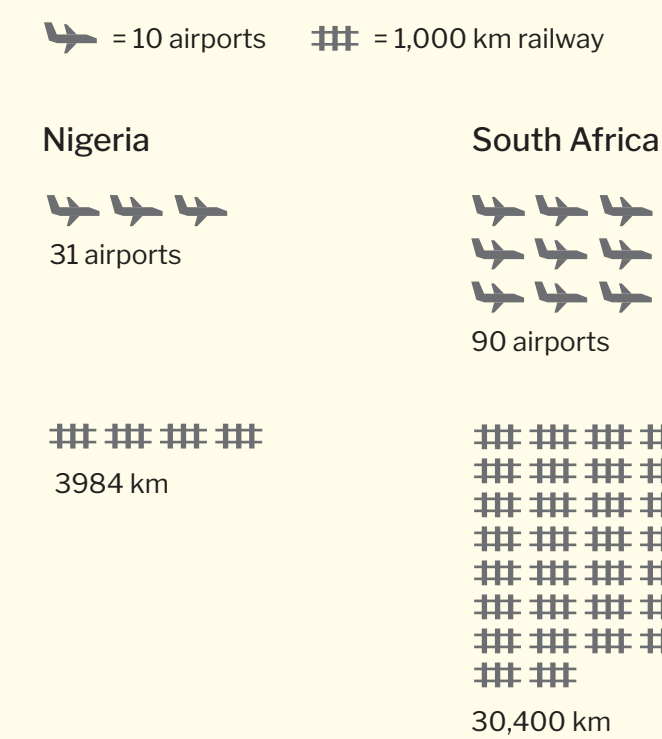 = 10 airports = 1,000 km railway
Nigeria
31 airports
3984 km
South Africa
90 airports
30,400 km